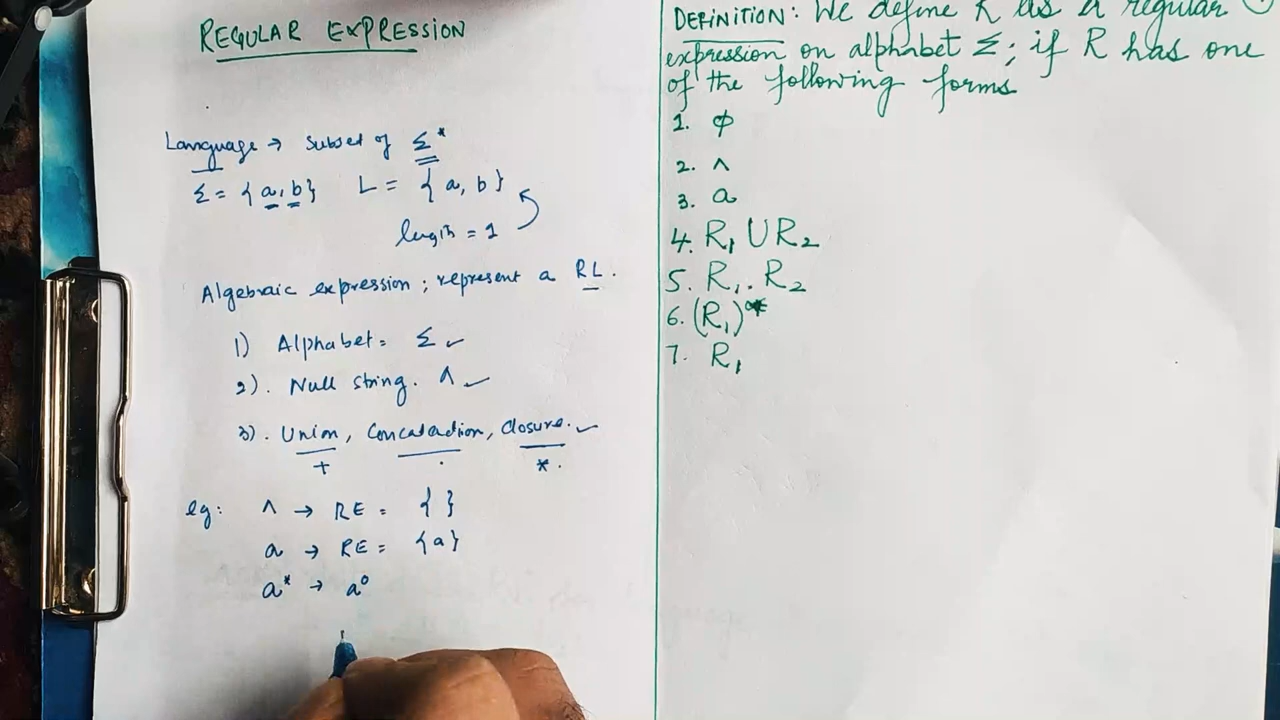 REGULAR EXPRESSION
Language → Subset of Σ*
Σ = {a, b} L = {a, b}
length = 1
Algebraic expression; represent a RL.
1) Alphabet = Σ ✓
2). Null string. ∧ ✓
3). Union, Concatenation, Closure. ✓
+ . *.
eg: ∧ → RE = { }
a → RE = {a}
a* → a⁰
DEFINITION: We define R as a regular
expression on alphabet Σ; if R has one
of the following forms
1. ϕ
2. ∧
3. a
4. R₁ ∪ R₂
5. R₁ . R₂
6. (R₁)*
7. R₁